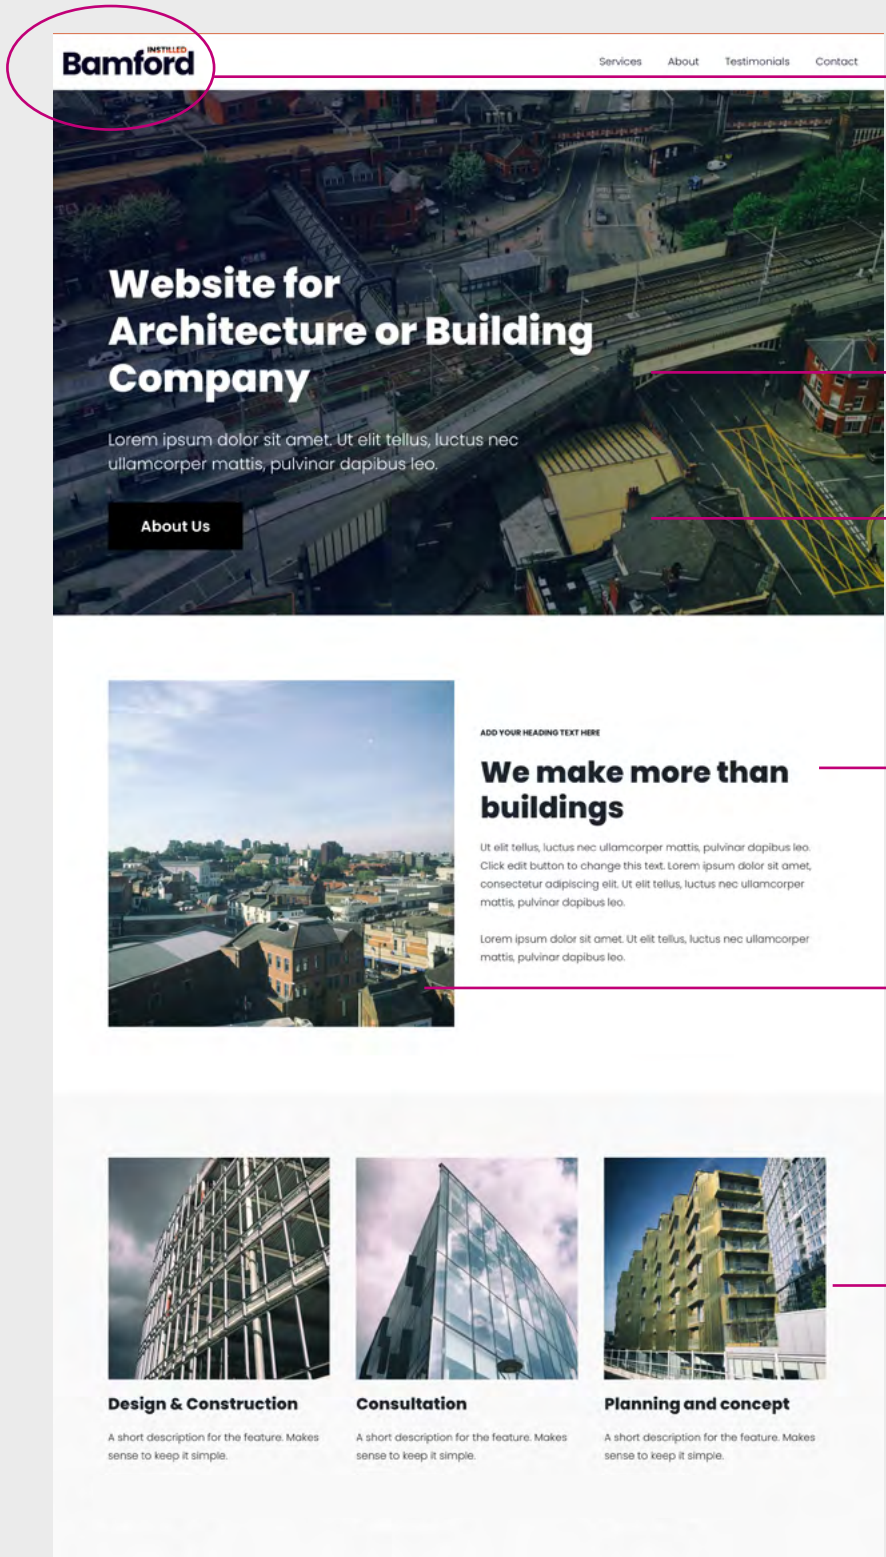 INSTILLED
Bamford
Services About Testimonials Contact
Website for
Architecture or Building
Company
Lorem ipsum dolor sit amet. Ut elit tellus, luctus nec
ullamcorper mattis, pulvinar dapibus leo.
About Us
ADD YOUR HEADING TEXT HERE
We make more than
buildings
Ut elit tellus, luctus nec ullamcorper mattis, pulvinar dapibus leo.
Click edit button to change this text. Lorem ipsum dolor sit amet,
consectetur adipiscing elit. Ut elit tellus, luctus nec ullamcorper
mattis, pulvinar dapibus leo.
Lorem ipsum dolor sit amet. Ut elit tellus, luctus nec ullamcorper
mattis, pulvinar dapibus leo.
Design & Construction
A short description for the feature. Makes
sense to keep it simple.
Consultation
A short description for the feature. Makes
sense to keep it simple.
Planning and concept
A short description for the feature. Makes
sense to keep it simple.